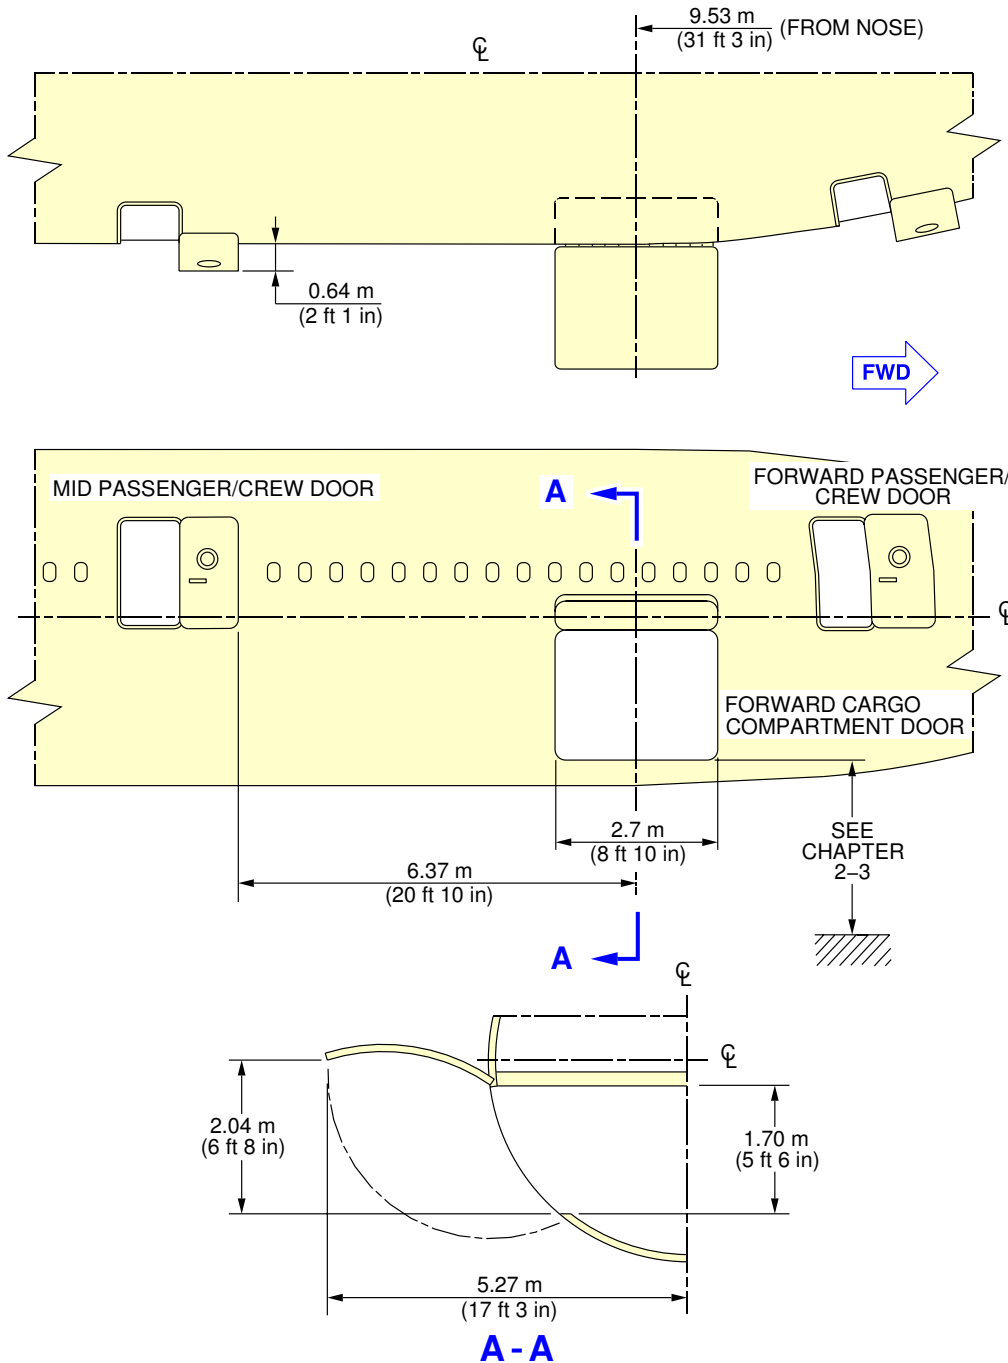 9.53 m
(31 ft 3 in)
(FROM NOSE)
℄
0.64 m
(2 ft 1 in)
FWD
MID PASSENGER/CREW DOOR
A
FORWARD PASSENGER/
CREW DOOR
℄
FORWARD CARGO
COMPARTMENT DOOR
2.7 m
(8 ft 10 in)
SEE
CHAPTER
2–3
6.37 m
(20 ft 10 in)
A
℄
℄
2.04 m
(6 ft 8 in)
1.70 m
(5 ft 6 in)
5.27 m
(17 ft 3 in)
A - A